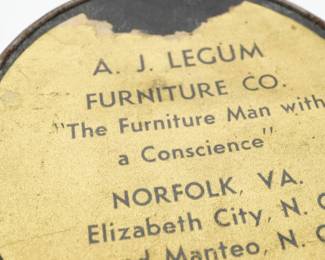 A. J. LEGUM
FURNITURE CO.
"The Furniture Man with
a Conscience"
NORFOLK, VA.
Elizabeth City, N. C
Manteo, N. C